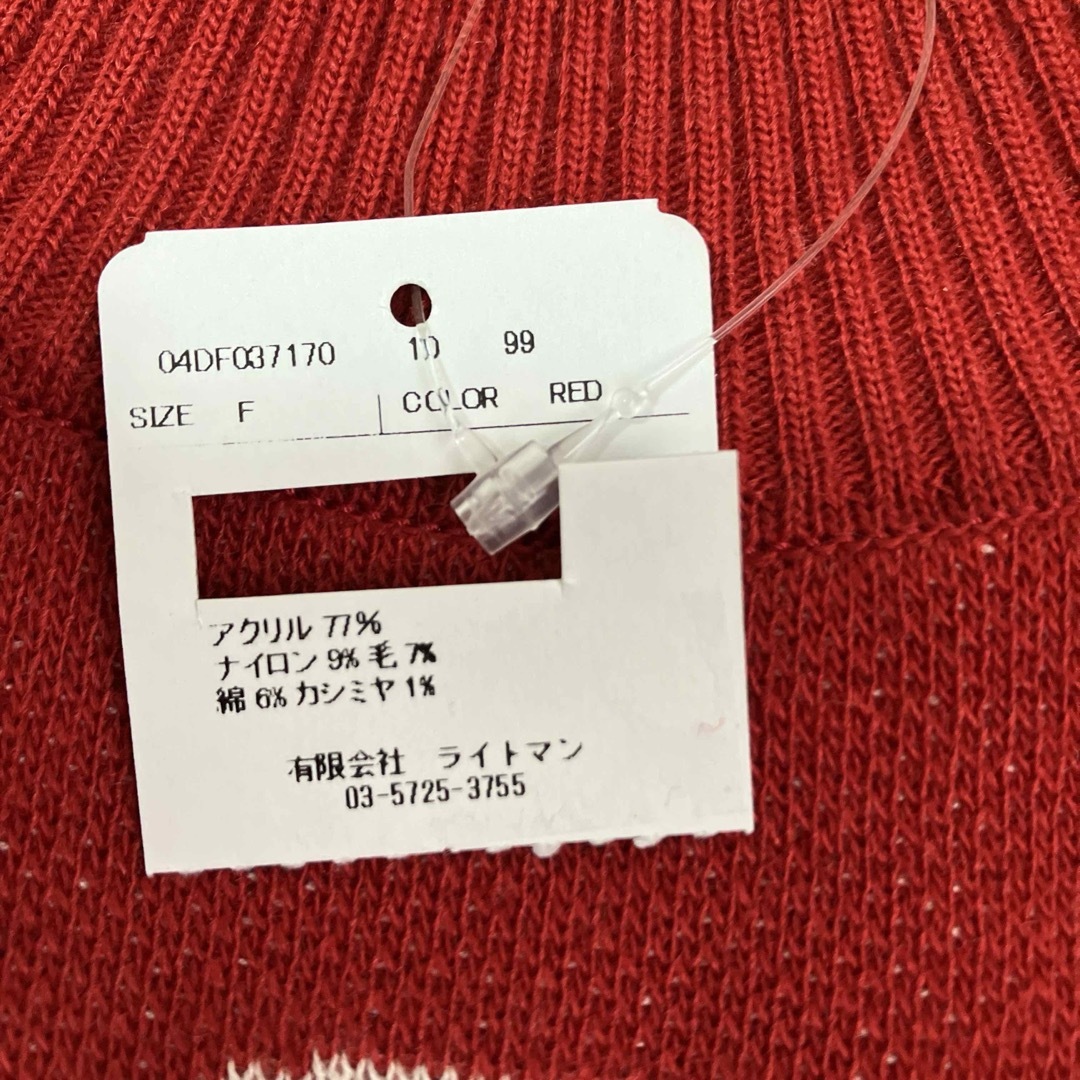 04DF037170 10 99
SIZE F COLOR RED
アクリル 77%
ナイロン 9% 毛 7%
綿 6% カシミヤ 1%
有限会社 ライトマン
03-5725-3755